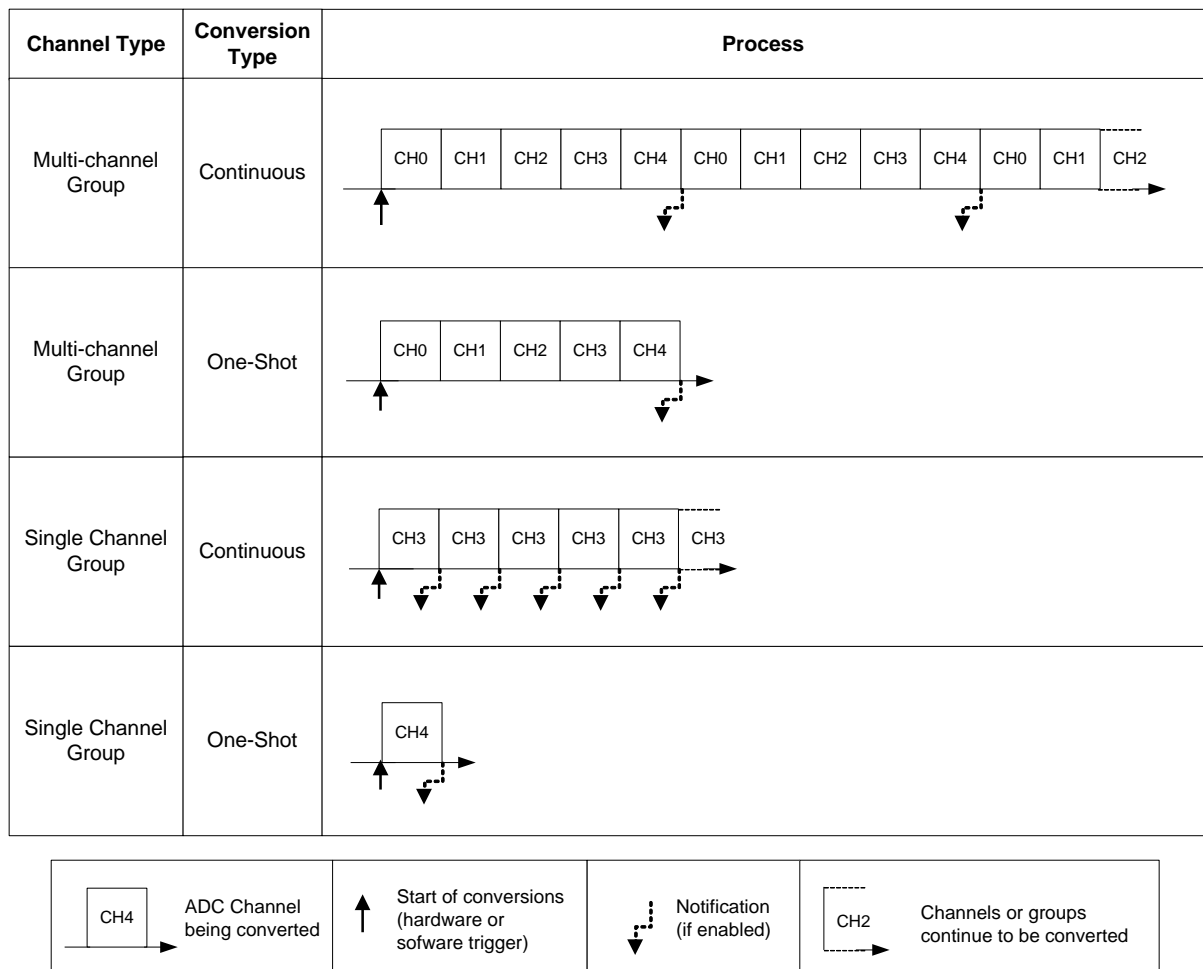 Channel Type
Conversion
Type
Process
Multi-channel
Group
Continuous
CH0 CH1 CH2 CH3 CH4 CH0 CH1 CH2 CH3 CH4 CH0 CH1 CH2
Multi-channel
Group
One-Shot
CH0 CH1 CH2 CH3 CH4
Single Channel
Group
Continuous
CH3 CH3 CH3 CH3 CH3 CH3
Single Channel
Group
One-Shot
CH4
CH4
ADC Channel
being converted
Start of conversions
(hardware or
sofware trigger)
Notification
(if enabled)
CH2
Channels or groups
continue to be converted